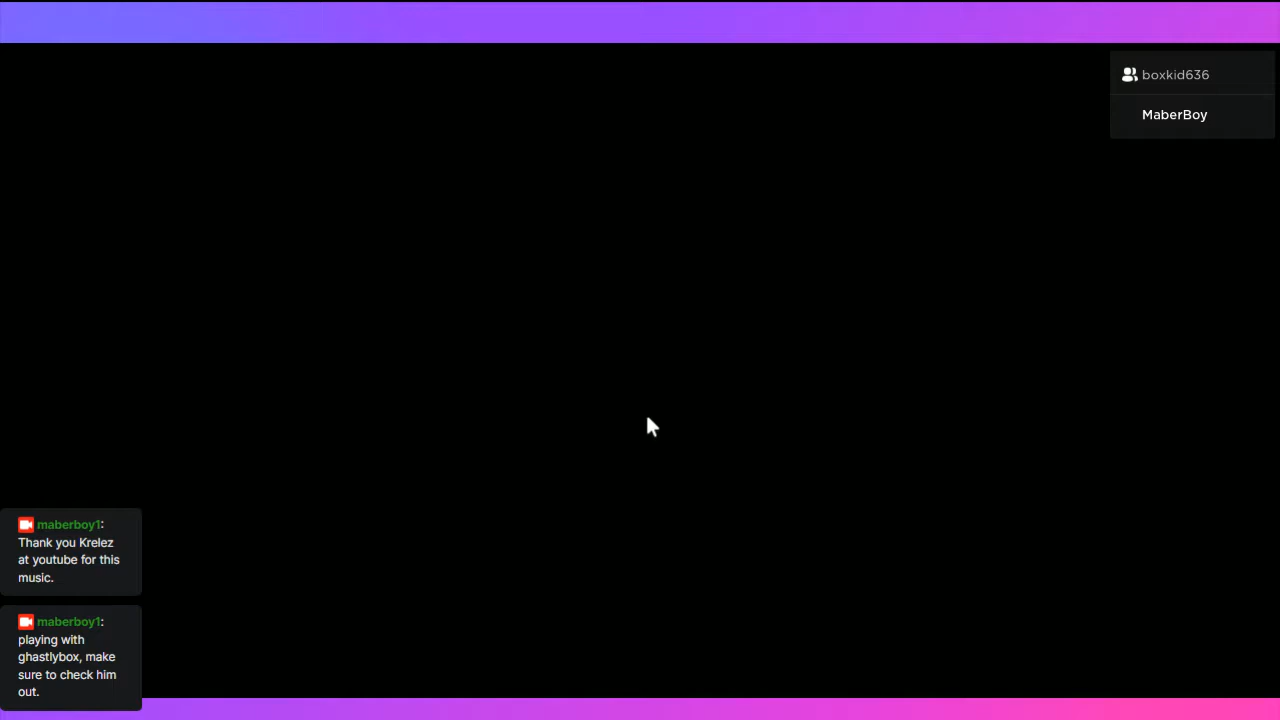 boxkid636
MaberBoy
maberboy1:
Thank you Krelez
at youtube for this
music.
maberboy1:
playing with
ghastlybox, make
sure to check him
out.